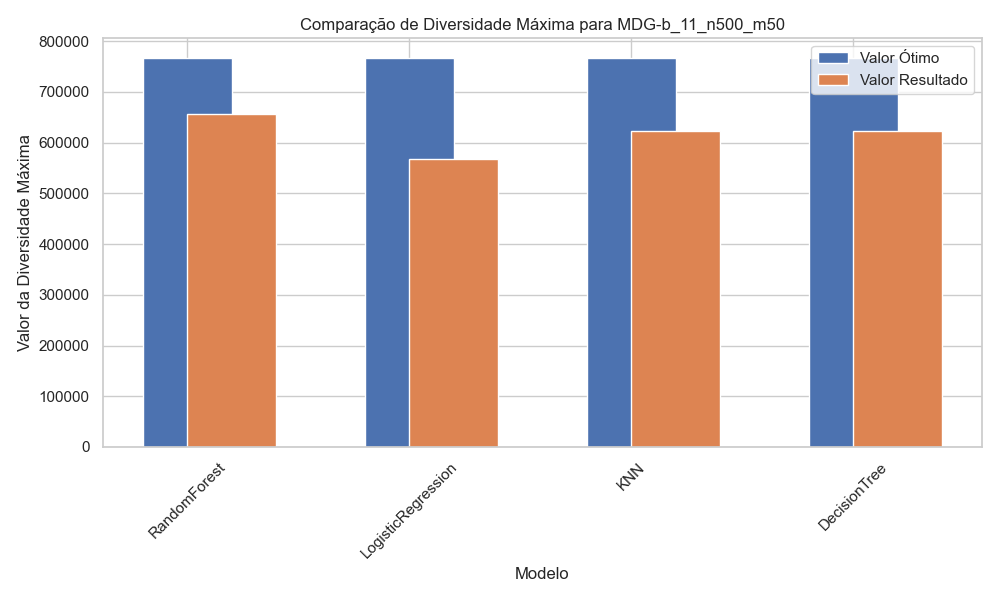 Comparação de Diversidade Máxima para MDG-b_11_n500_m50
Valor Ótimo
Valor Resultado
Valor da Diversidade Máxima
800000
700000
600000
500000
400000
300000
200000
100000
0
RandomForest
LogisticRegression
KNN
DecisionTree
Modelo